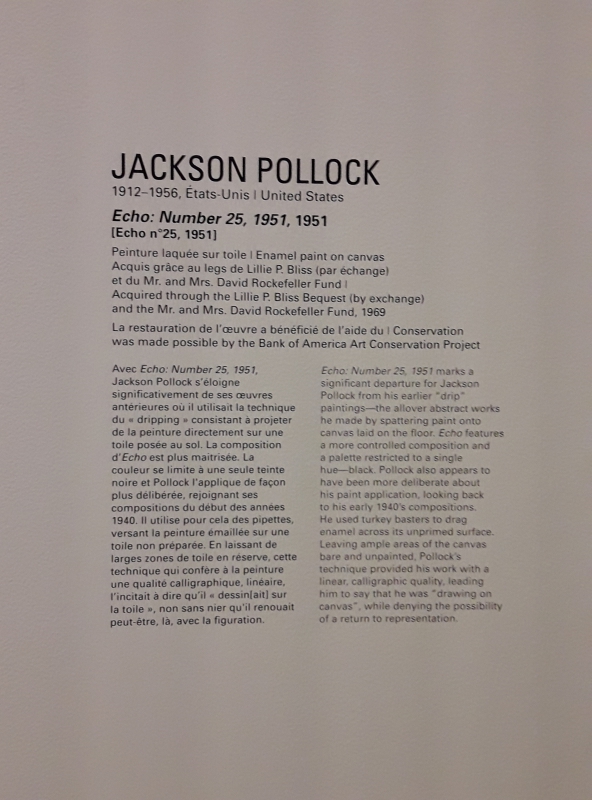 JACKSON POLLOCK
1912–1956, États-Unis | United States
Echo: Number 25, 1951, 1951
[Echo n°25, 1951]
Peinture laquée sur toile | Enamel paint on canvas
Acquis grâce au legs de Lillie P. Bliss (par échange)
et du Mr. and Mrs. David Rockefeller Fund |
Acquired through the Lillie P. Bliss Bequest (by exchange)
and the Mr. and Mrs. David Rockefeller Fund, 1969
La restauration de l'œuvre a bénéficié de l'aide du | Conservation
was made possible by the Bank of America Art Conservation Project
Avec Echo: Number 25, 1951,
Jackson Pollock s'éloigne
significativement de ses œuvres
antérieures où il utilisait la technique
du « dripping » consistant à projeter
de la peinture directement sur une
toile posée au sol. La composition
d'Echo est plus maitrisée. La
couleur se limite à une seule teinte
noire et Pollock l'applique de façon
plus délibérée, rejoignant ses
compositions du début des années
1940. Il utilise pour cela des pipettes,
versant la peinture émaillée sur une
toile non préparée. En laissant de
larges zones de toile en réserve, cette
technique qui confère à la peinture
une qualité calligraphique, linéaire,
l'incitait à dire qu'il « dessin[ait] sur
la toile », non sans nier qu'il renouait
peut-être, là, avec la figuration.
Echo: Number 25, 1951 marks a
significant departure for Jackson
Pollock from his earlier "drip"
paintings—the allover abstract works
he made by spattering paint onto
canvas laid on the floor. Echo features
a more controlled composition and
a palette restricted to a single
hue—black. Pollock also appears to
have been more deliberate about
his paint application, looking back
to his early 1940's compositions.
He used turkey basters to drag
enamel across its unprimed surface.
Leaving ample areas of the canvas
bare and unpainted, Pollock's
technique provided his work with a
linear, calligraphic quality, leading
him to say that he was "drawing on
canvas", while denying the possibility
of a return to representation.